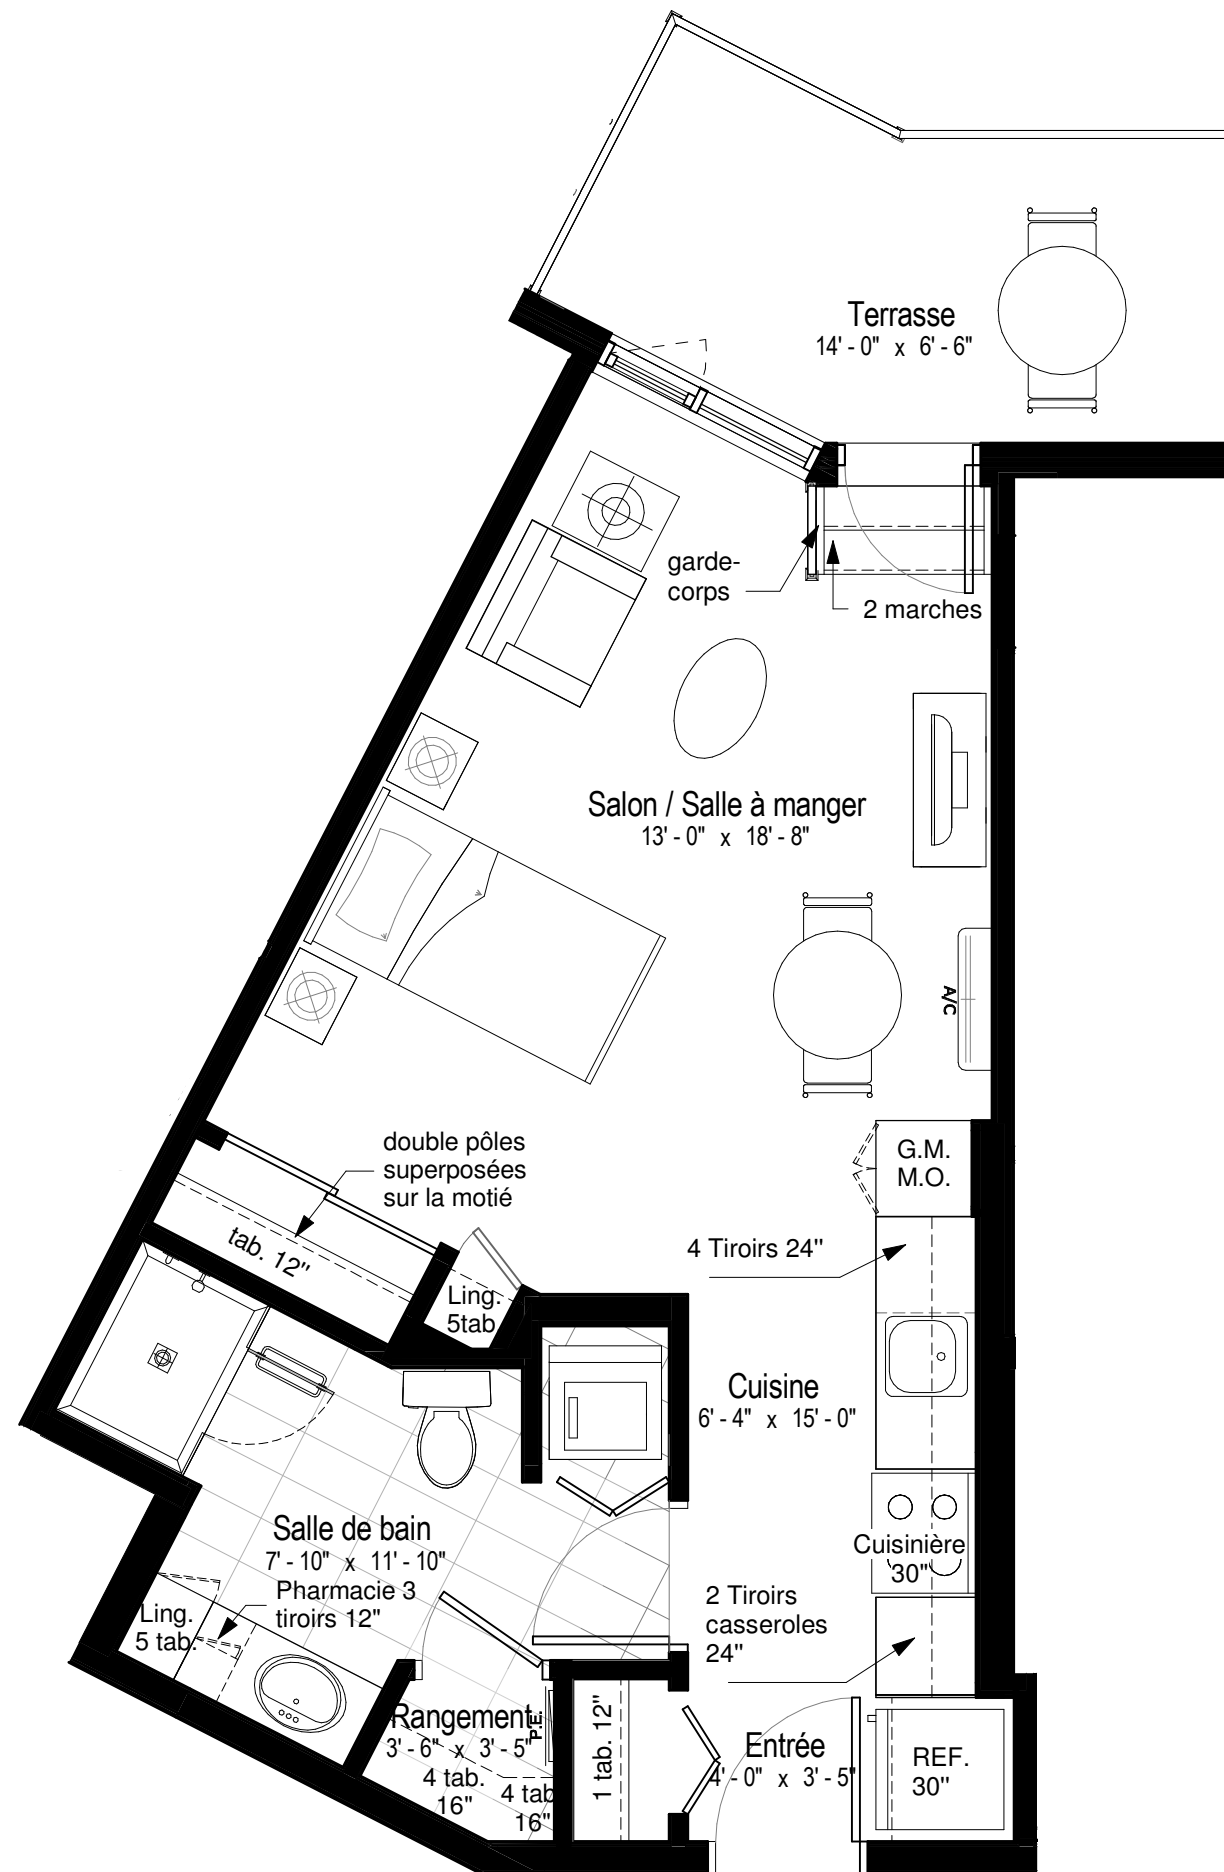 Terrasse
14' - 0" x 6' - 6"
garde-
corps
2 marches
Salon / Salle à manger
13' - 0" x 18' - 8"
A/C
double pôles
superposées
sur la motié
tab. 12"
G.M.
M.O.
4 Tiroirs 24"
Ling.
5tab
Cuisine
6' - 4" x 15' - 0"
Salle de bain
7' - 10" x 11' - 10"
Pharmacie 3
tiroirs 12"
Ling.
5 tab.
Cuisinière
30"
2 Tiroirs
casseroles
24"
Rangement
3' - 6" x 3' - 5"
P.E.
4 tab.
16"
4 tab
16"
1 tab. 12"
Entrée
4' - 0" x 3' - 5"
REF.
30"